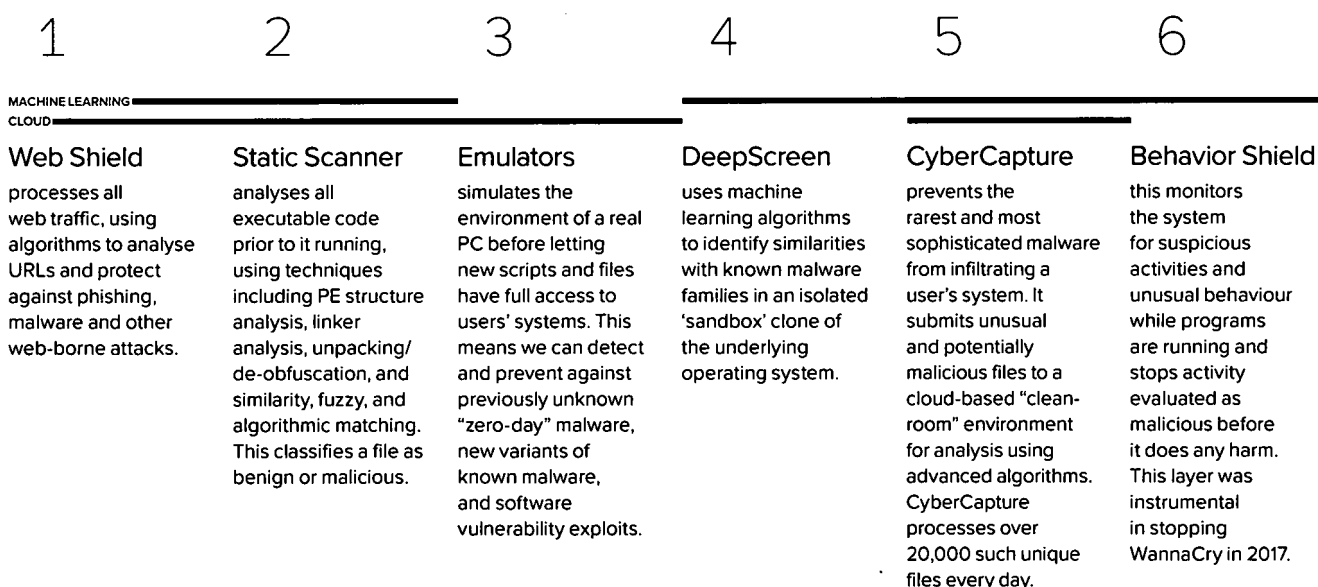 1
2
3
4
5
6
MACHINE LEARNING
CLOUD
Web Shield
processes all
web traffic, using
algorithms to analyse
URLs and protect
against phishing,
malware and other
web-borne attacks.
Static Scanner
analyses all
executable code
prior to it running,
using techniques
including PE structure
analysis, linker
analysis, unpacking/
de-obfuscation, and
similarity, fuzzy, and
algorithmic matching.
This classifies a file as
benign or malicious.
Emulators
simulates the
environment of a real
PC before letting
new scripts and files
have full access to
users' systems. This
means we can detect
and prevent against
previously unknown
"zero-day" malware,
new variants of
known malware,
and software
vulnerability exploits.
DeepScreen
uses machine
learning algorithms
to identify similarities
with known malware
families in an isolated
'sandbox' clone of
the underlying
operating system.
CyberCapture
prevents the
rarest and most
sophisticated malware
from infiltrating a
user's system. It
submits unusual
and potentially
malicious files to a
cloud-based "clean-
room" environment
for analysis using
advanced algorithms.
CyberCapture
processes over
20,000 such unique
files every day.
Behavior Shield
this monitors
the system
for suspicious
activities and
unusual behaviour
while programs
are running and
stops activity
evaluated as
malicious before
it does any harm.
This layer was
instrumental
in stopping
WannaCry in 2017.